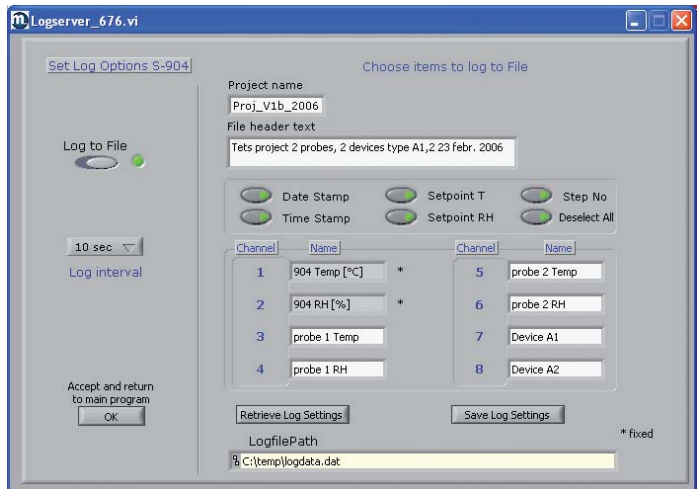 Logserver_676.vi
Set Log Options S-904
Choose items to log to File
Project name
Proj_V1b_2006
File header text
Tets project 2 probes, 2 devices type A1,2 23 febr. 2006
Log to File
Date Stamp Setpoint T Step No
Time Stamp Setpoint RH Deselect All
10 sec
Log interval
Channel Name Channel Name
1 904 Temp [°C] * 5 probe 2 Temp
2 904 RH [%] * 6 probe 2 RH
3 probe 1 Temp 7 Device A1
4 probe 1 RH 8 Device A2
Accept and return
to main program
OK
Retrieve Log Settings Save Log Settings
* fixed
LogfilePath
C:\temp\logdata.dat